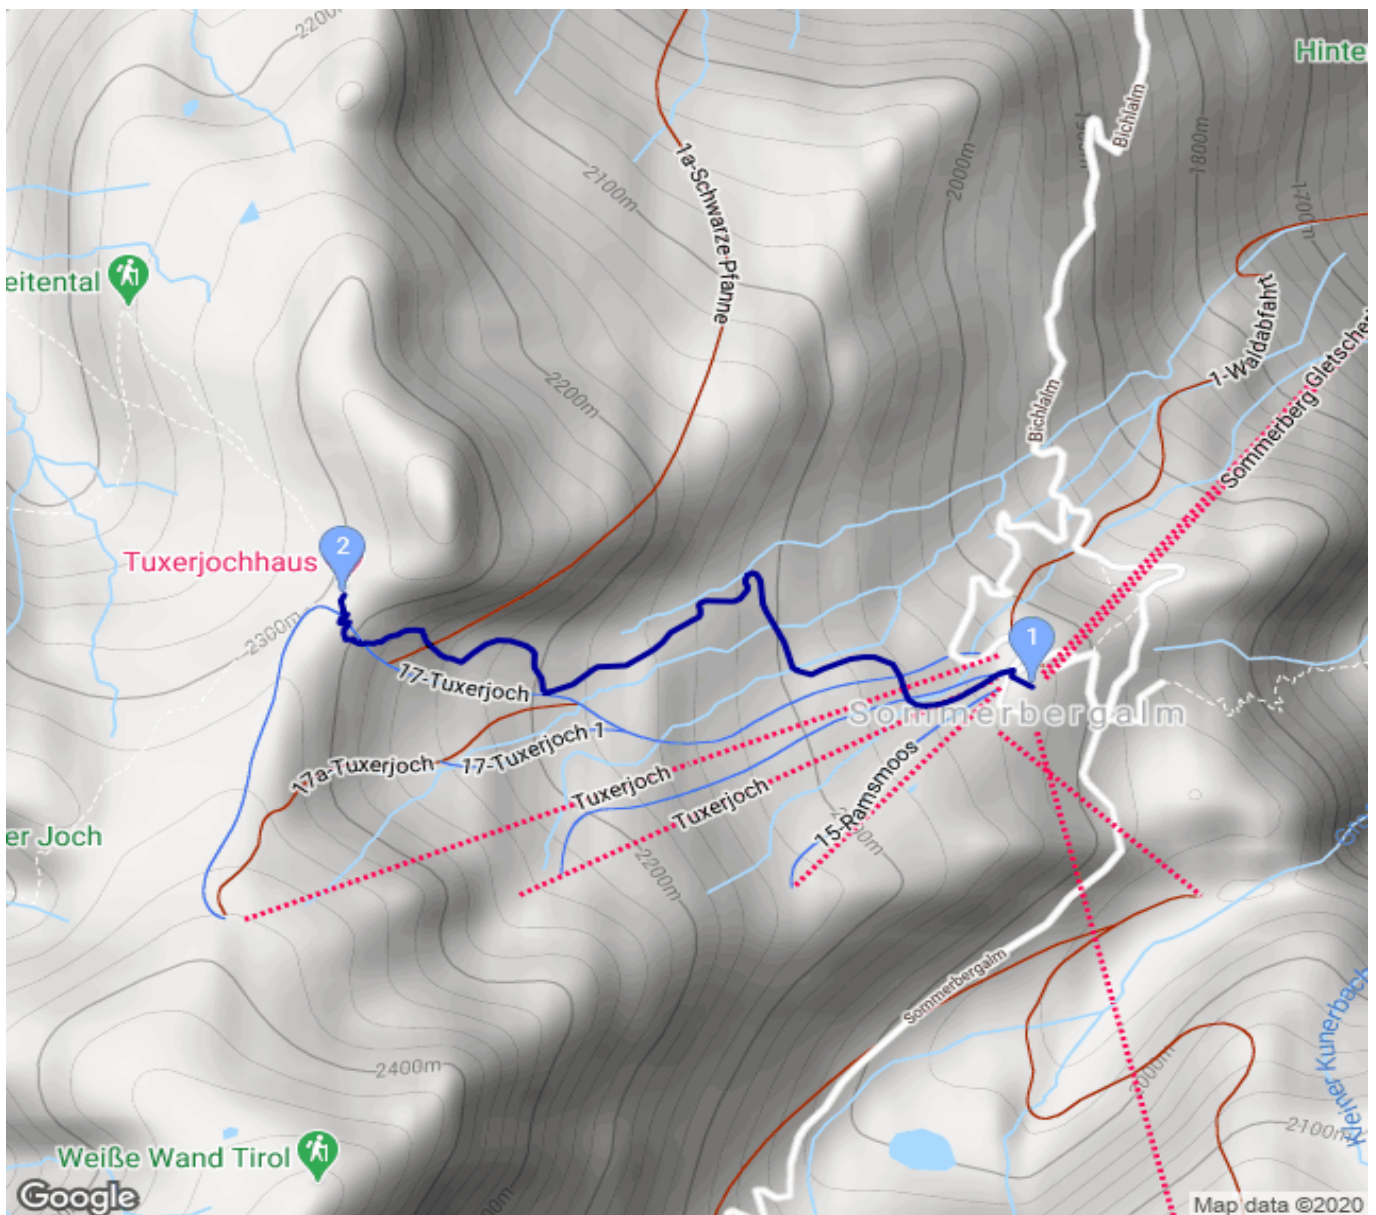 2200
Hinte
Bichlalm
1a-Schwarze Pfanne
1800m
2000m
2100m
1700m
eitental
1-Waldabfahrt
2200m
Bichlalm
Sommerberg Gletscher
2
Tuxerjochhaus
2300m
1
17-Tuxerjoch
Sommerbergalm
17-Tuxerjoch 1
17a-Tuxerjoch
Tuxerjoch
Tuxerjoch
15-Ramsmoos
er Joch
2200m
Sommerbergalm
2400m
2000m
Kleiner Kunerbach
2100m
Weiße Wand Tirol
Google
Map data ©2020